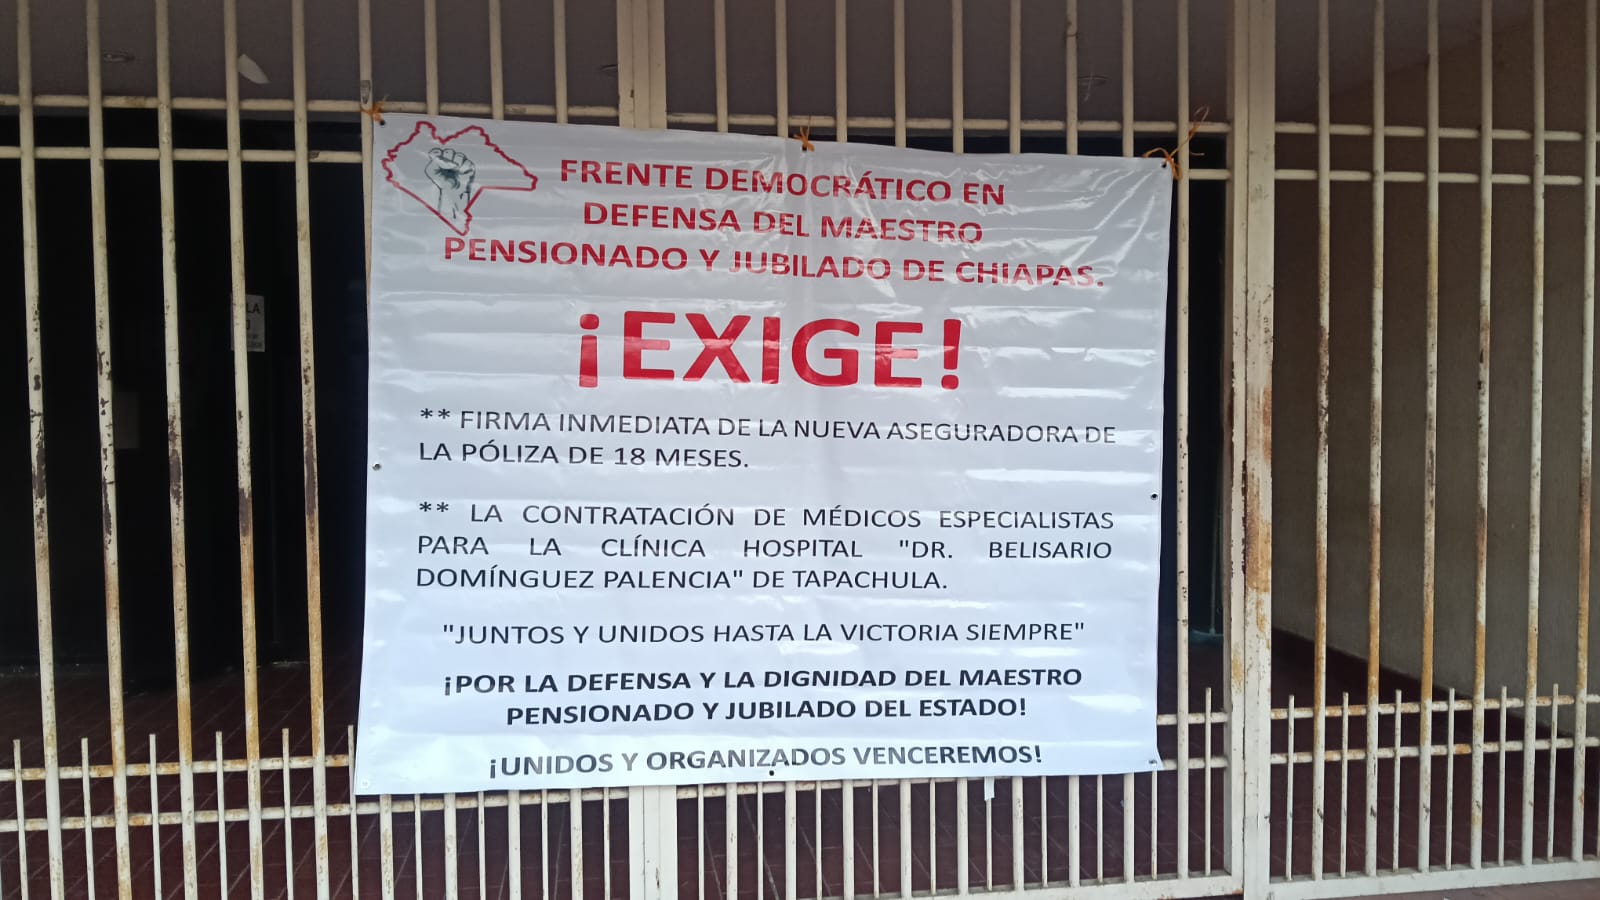 FRENTE DEMOCRÁTICO EN
DEFENSA DEL MAESTRO
PENSIONADO Y JUBILADO DE CHIAPAS.
¡EXIGE!
** FIRMA INMEDIATA DE LA NUEVA ASEGURADORA DE
LA PÓLIZA DE 18 MESES.
** LA CONTRATACIÓN DE MÉDICOS ESPECIALISTAS
PARA LA CLÍNICA HOSPITAL "DR. BELISARIO
DOMÍNGUEZ PALENCIA" DE TAPACHULA.
"JUNTOS Y UNIDOS HASTA LA VICTORIA SIEMPRE"
¡POR LA DEFENSA Y LA DIGNIDAD DEL MAESTRO
PENSIONADO Y JUBILADO DEL ESTADO!
¡UNIDOS Y ORGANIZADOS VENCEREMOS!